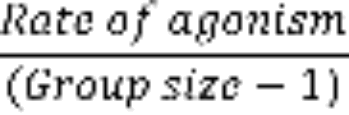 Rate of agonism
(Group size − 1)